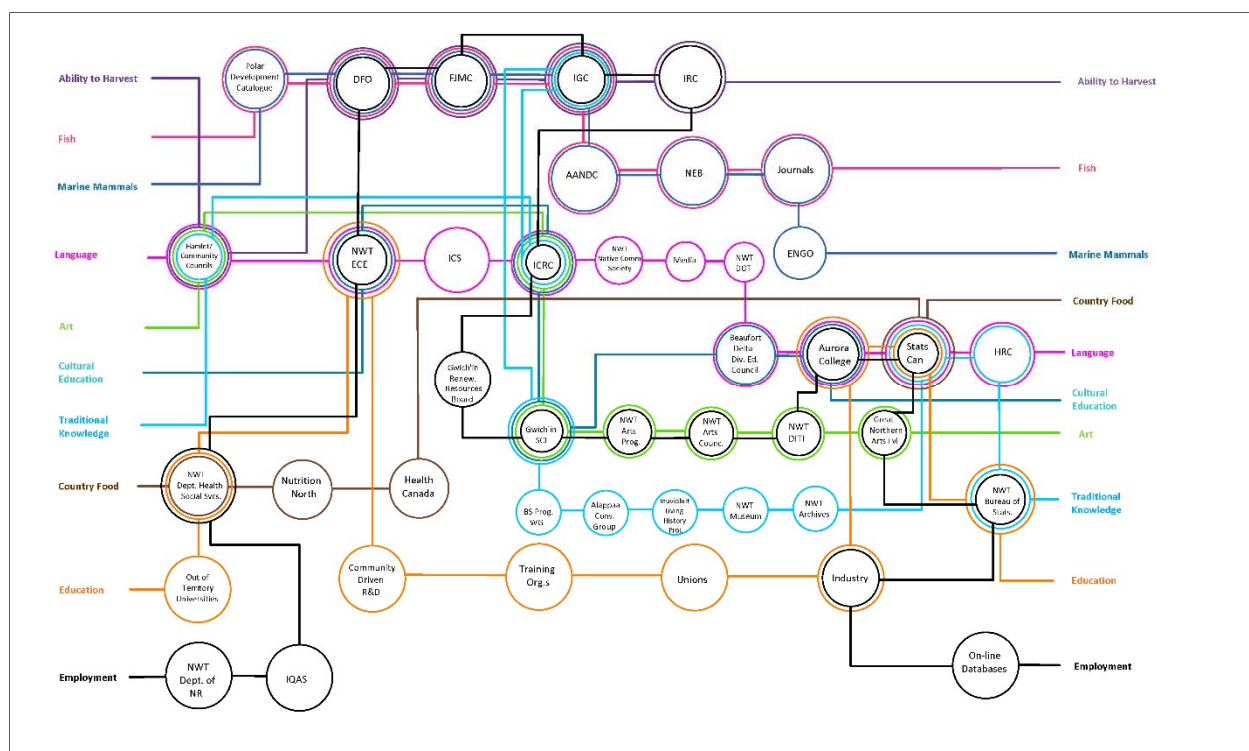 Polar
Development
Catalogue
DFO
FJMC
IGC
IRC
Ability to Harvest
Ability to Harvest
Fish
AANDC
NEB
Journals
Fish
Marine Mammals
Language
Hamlet/
Community
Councils
NWT
ECE
ICS
ICRC
NWT
Native Comm
Society
Media
NWT
DOT
ENGO
Marine Mammals
Country Food
Art
Beaufort
Delta
Div. Ed.
Council
Aurora
College
Stats
Can
HRC
Language
Cultural
Education
Gwich'in
Renew.
Resources
Board
Cultural
Education
Traditional
Knowledge
Gwich'in
SCI
NWT
Arts
Prog.
NWT
Arts
Counc.
NWT
DITI
Great
Northern
Arts
Art
Country Food
NWT
Dept. Health
Social Svrs.
Nutrition
North
Health
Canada
BS Prog.
Alappaa
Cons.
Group
Inuvialuit
Living
History
Proj.
NWT
Museum
NWT
Archives
NWT
Bureau of
Stats.
Traditional
Knowledge
Education
Out of
Territory
Universities
Community
Driven
R&D
Training
Org.s
Unions
Industry
Education
Employment
NWT
Dept. of
NR
IQAS
On-line
Databases
Employment